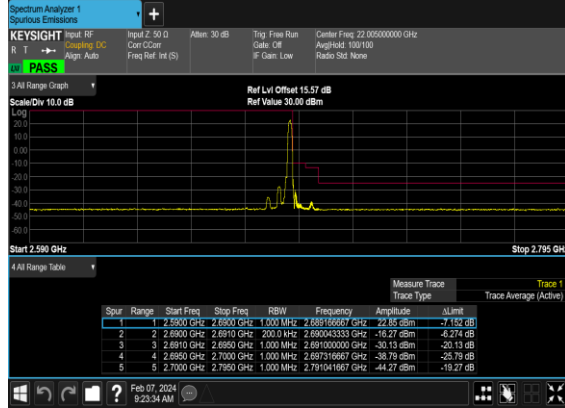 Spectrum Analyzer 1
Spurious Emissions
+
KEYSIGHT Input: RF Input Z: 50 Ω Atten: 30 dB Trig: Free Run Center Freq: 22.005000000 GHz
R T Coupling: DC Corr CCorr Gate: Off Avg|Hold: 100/100
Align: Auto Freq Ref: Int (S) IF Gain: Low Radio Std: None
PASS
3 All Range Graph
Ref Lvl Offset 15.57 dB
Scale/Div 10.0 dB Ref Value 30.00 dBm
Log
20.0
10.0
0.00
-10.0
-20.0
-30.0
-40.0
-50.0
-60.0
Start 2.590 GHz Stop 2.795 GH
4 All Range Table
Measure Trace Trace 1
Trace Type Trace Average (Active)
Spur Range Start Freq Stop Freq RBW Frequency Amplitude ΔLimit
1 1 2.5900 GHz 2.6900 GHz 1.000 MHz 2.689166667 GHz 22.85 dBm -7.152 dB
2 2 2.6900 GHz 2.6910 GHz 200.0 kHz 2.690043333 GHz -16.27 dBm -6.274 dB
3 3 2.6910 GHz 2.6950 GHz 1.000 MHz 2.691000000 GHz -30.13 dBm -20.13 dB
4 4 2.6950 GHz 2.7000 GHz 1.000 MHz 2.697316667 GHz -38.79 dBm -25.79 dB
5 5 2.7000 GHz 2.7950 GHz 1.000 MHz 2.791041667 GHz -44.27 dBm -19.27 dB
? Feb 07, 2024
9:23:34 AM